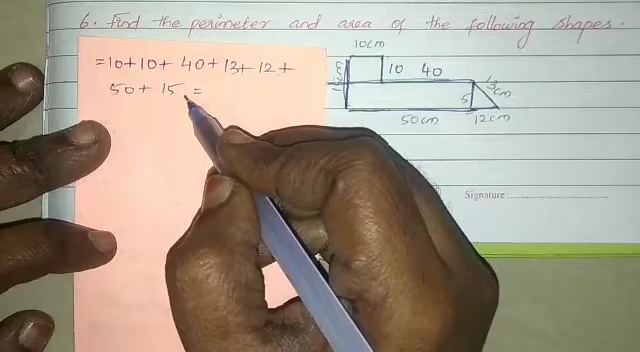 6. Find the perimeter and area of the following shapes.
=10+10+ 40+13+12+
50+ 15 =
10cm
10 40
13cm
15cm
5
50cm
12cm
Signature